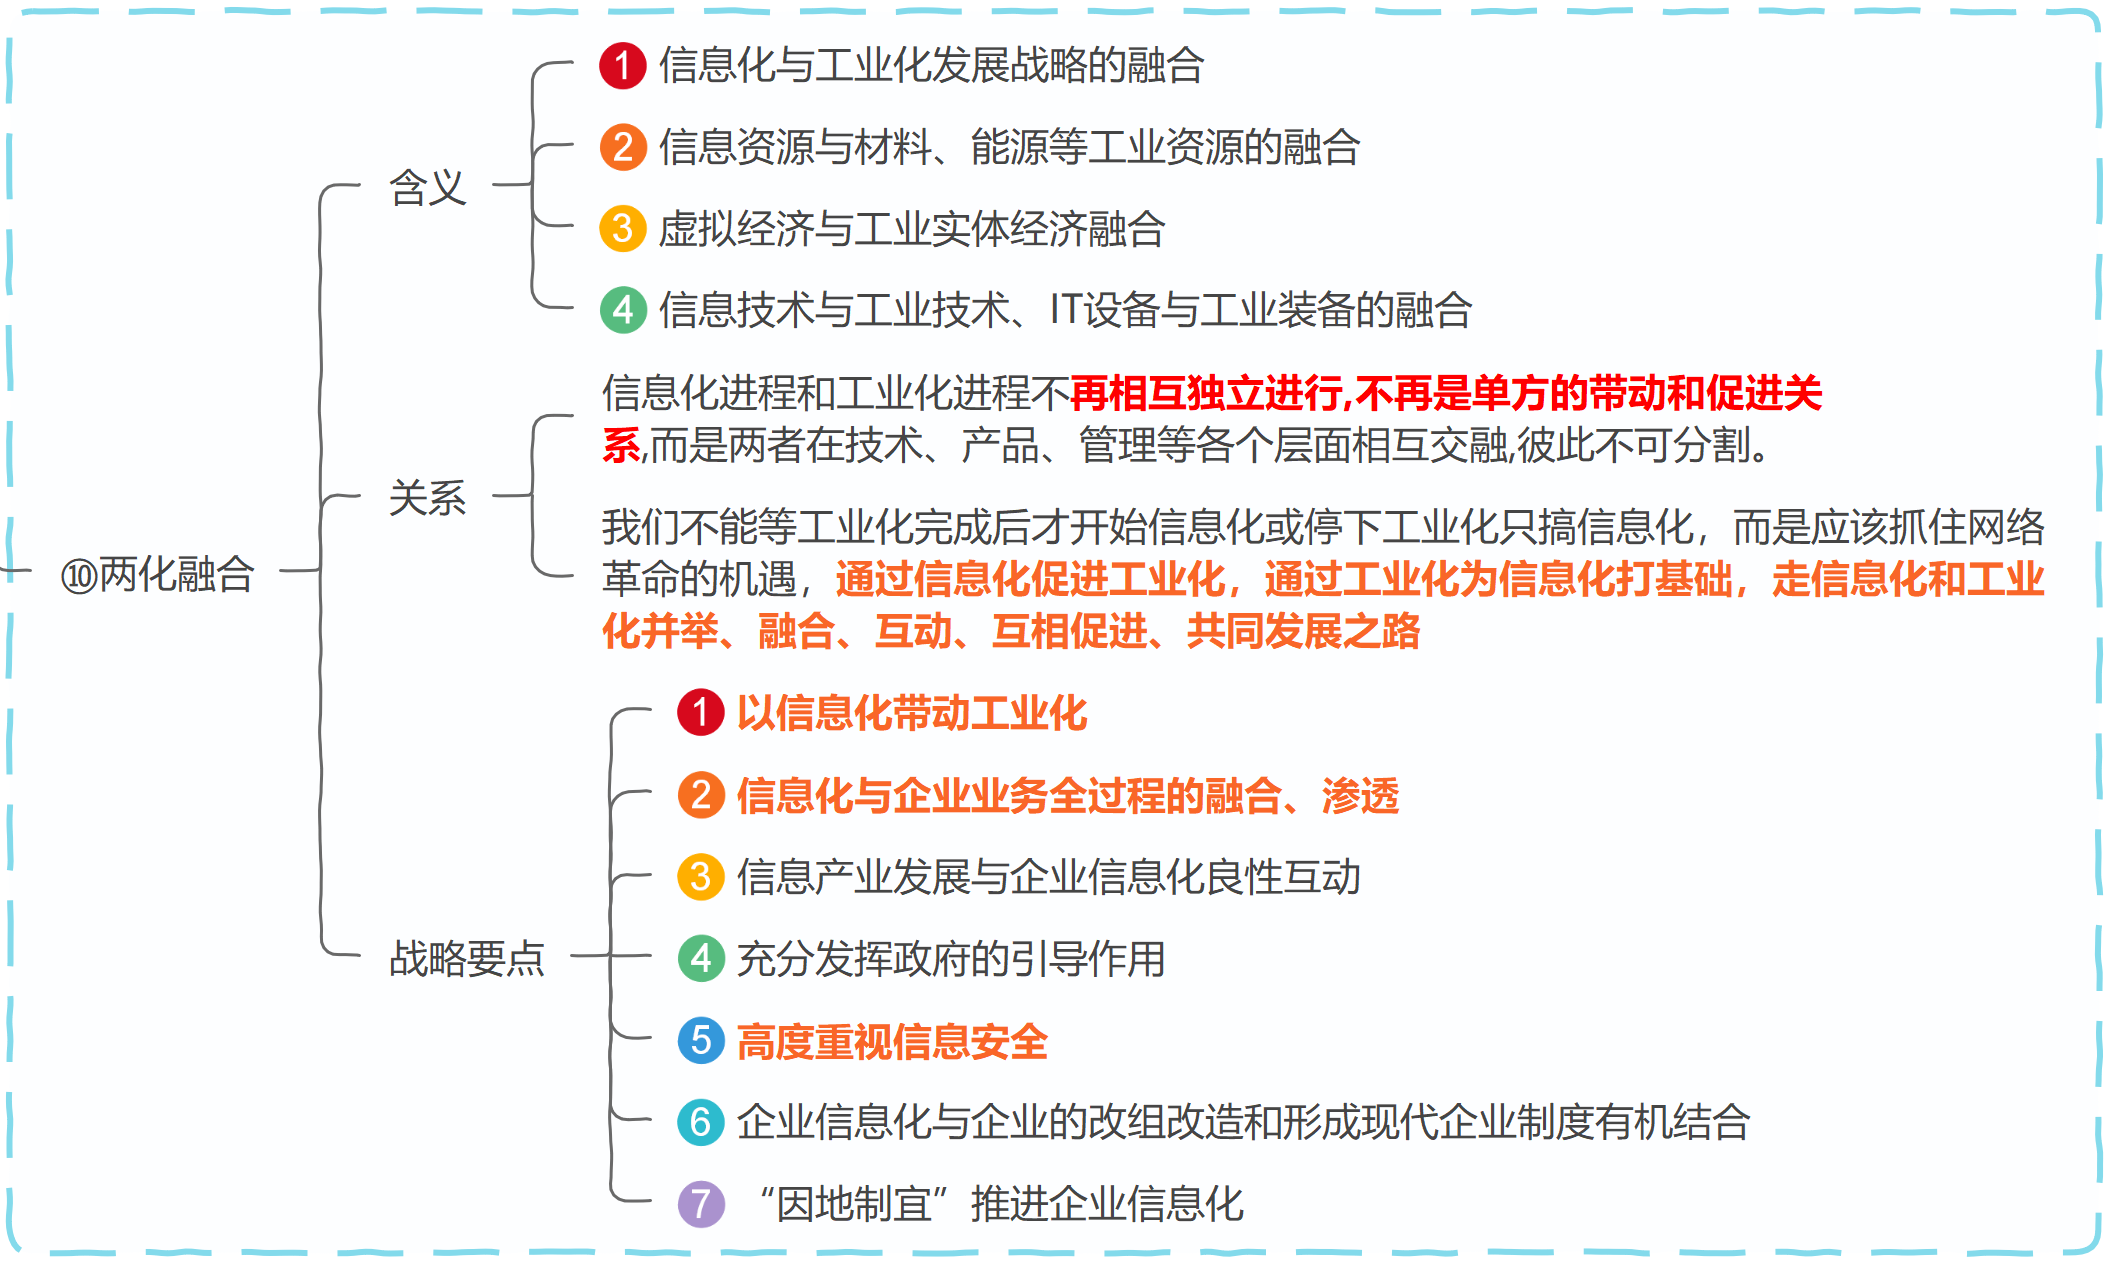 ⑩两化融合
含义
1 信息化与工业化发展战略的融合
2 信息资源与材料、能源等工业资源的融合
3 虚拟经济与工业实体经济融合
4 信息技术与工业技术、IT设备与工业装备的融合
关系
信息化进程和工业化进程不再相互独立进行,不再是单方的带动和促进关
系,而是两者在技术、产品、管理等各个层面相互交融,彼此不可分割。
我们不能等工业化完成后才开始信息化或停下工业化只搞信息化，而是应该抓住网络
革命的机遇，通过信息化促进工业化，通过工业化为信息化打基础，走信息化和工业
化并举、融合、互动、互相促进、共同发展之路
战略要点
1 以信息化带动工业化
2 信息化与企业业务全过程的融合、渗透
3 信息产业发展与企业信息化良性互动
4 充分发挥政府的引导作用
5 高度重视信息安全
6 企业信息化与企业的改组改造和形成现代企业制度有机结合
7 “因地制宜”推进企业信息化